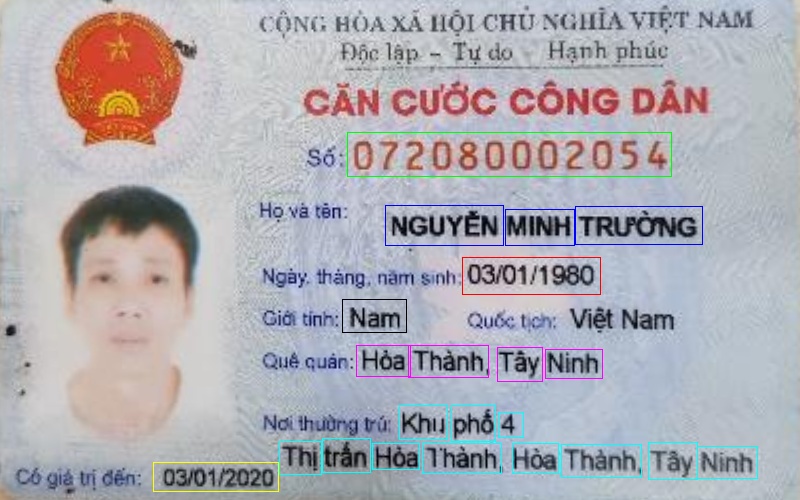 CỘNG HÒA XÃ HỘI CHỦ NGHĨA VIỆT NAM
Độc lập - Tự do - Hạnh phúc
CĂN CƯỚC CÔNG DÂN
Số: 072080002054
Họ và tên: NGUYỄN MINH TRƯỜNG
Ngày, tháng, năm sinh: 03/01/1980
Giới tính: Nam Quốc tịch: Việt Nam
Quê quán: Hòa Thành, Tây Ninh
Nơi thường trú: Khu phố 4
Thị trấn Hòa Thành, Hòa Thành, Tây Ninh
Có giá trị đến: 03/01/2020